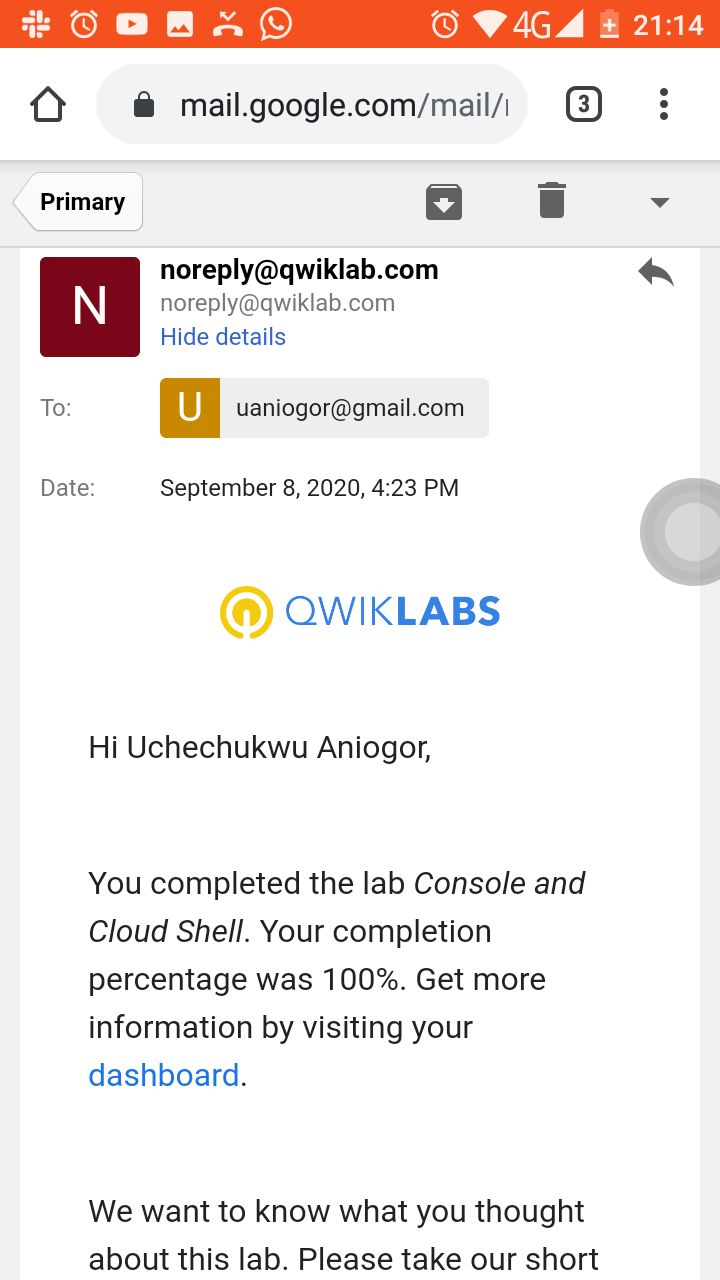 4G 21:14
mail.google.com/mail/
3
Primary
N
noreply@qwiklab.com
noreply@qwiklab.com
Hide details
To:
U
uaniogor@gmail.com
Date:
September 8, 2020, 4:23 PM
QWIKLABS
Hi Uchechukwu Aniogor,
You completed the lab Console and
Cloud Shell. Your completion
percentage was 100%. Get more
information by visiting your
dashboard.
We want to know what you thought
about this lab. Please take our short